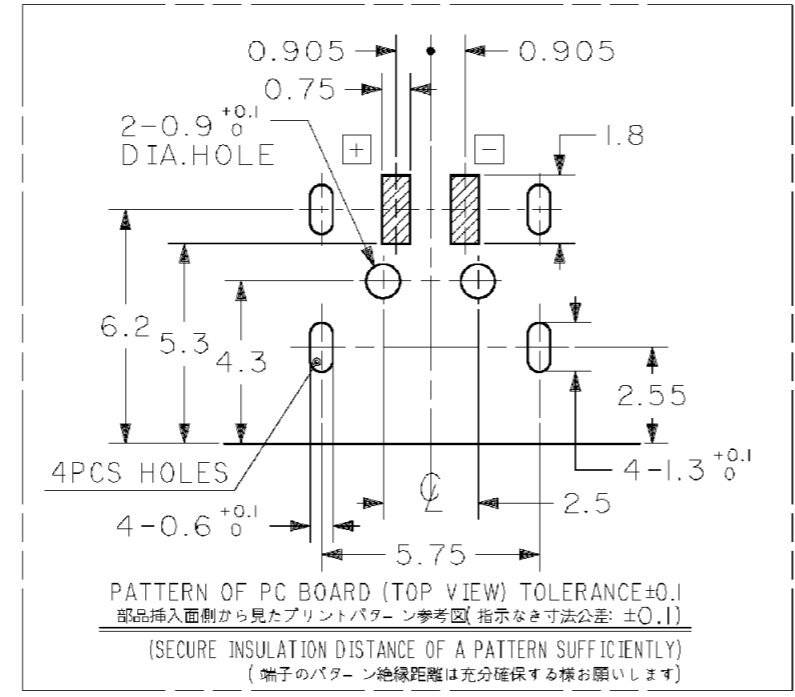 0.905 0.905
0.75
2-0.9 +0.1 0
DIA.HOLE
+ -
1.8
6.2 5.3 4.3
2.55
4PCS HOLES
4-1.3 +0.1 0
4-0.6 +0.1 0
℄
2.5
5.75
PATTERN OF PC BOARD (TOP VIEW) TOLERANCE±0.1
部品挿入面側から見たプリントパターン参考図(指示なき寸法公差: ±0.1)
(SECURE INSULATION DISTANCE OF A PATTERN SUFFICIENTLY)
(端子のパターン絶縁距離は充分確保する様お願いします)